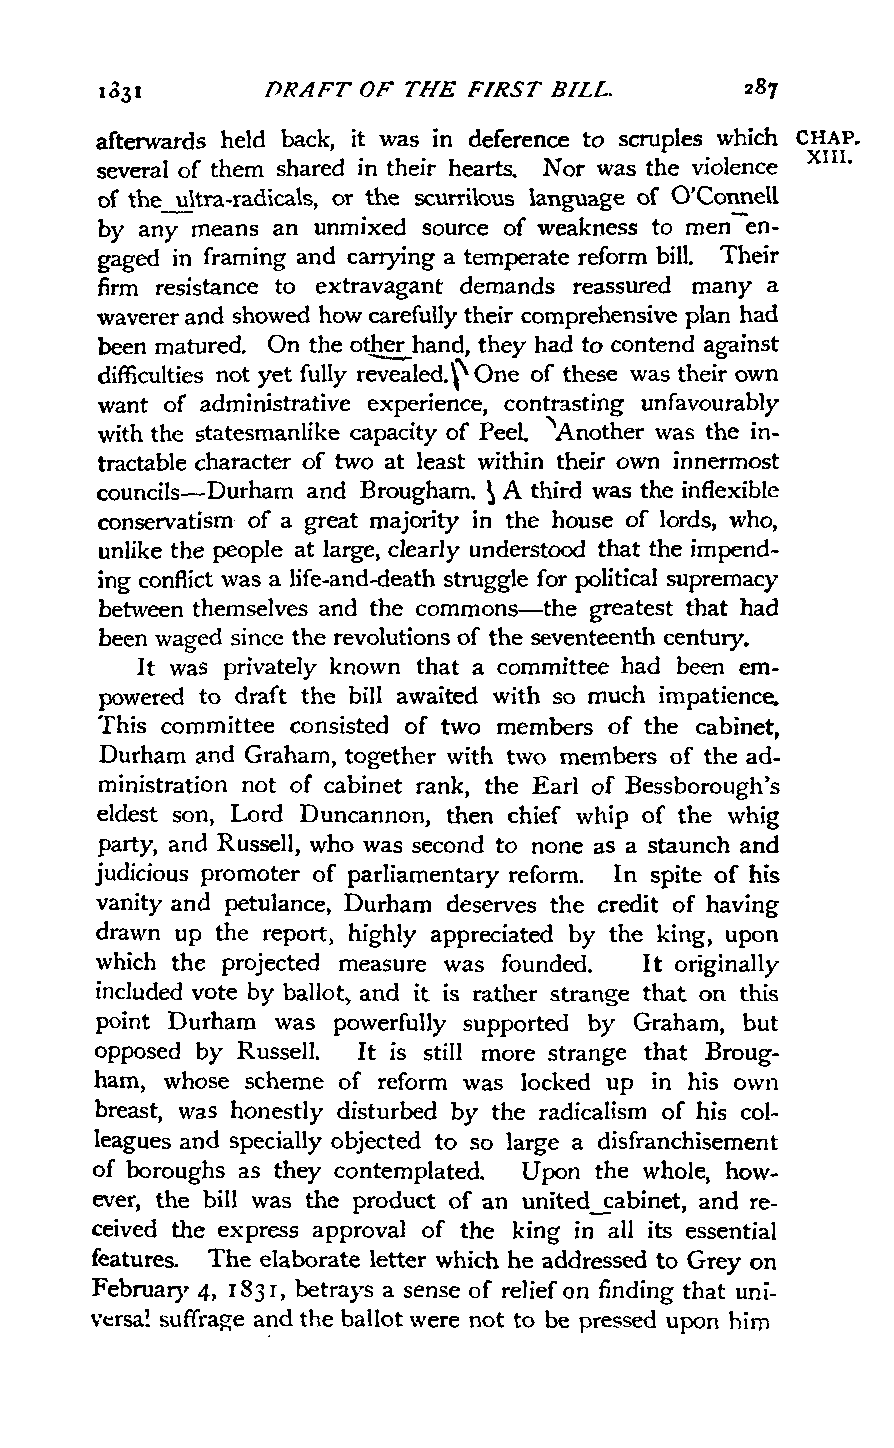 1831 DRAFT OF THE FIRST BILL. 287
afterwards held back, it was in deference to scruples which CHAP.
several of them shared in their hearts. Nor was the violence XIII.
of the ultra-radicals, or the scurrilous language of O'Connell
by any means an unmixed source of weakness to men en-
gaged in framing and carrying a temperate reform bill. Their
firm resistance to extravagant demands reassured many a
waverer and showed how carefully their comprehensive plan had
been matured. On the other hand, they had to contend against
difficulties not yet fully revealed. One of these was their own
want of administrative experience, contrasting unfavourably
with the statesmanlike capacity of Peel. Another was the in-
tractable character of two at least within their own innermost
councils—Durham and Brougham. A third was the inflexible
conservatism of a great majority in the house of lords, who,
unlike the people at large, clearly understood that the impend-
ing conflict was a life-and-death struggle for political supremacy
between themselves and the commons—the greatest that had
been waged since the revolutions of the seventeenth century.
It was privately known that a committee had been em-
powered to draft the bill awaited with so much impatience.
This committee consisted of two members of the cabinet,
Durham and Graham, together with two members of the ad-
ministration not of cabinet rank, the Earl of Bessborough's
eldest son, Lord Duncannon, then chief whip of the whig
party, and Russell, who was second to none as a staunch and
judicious promoter of parliamentary reform. In spite of his
vanity and petulance, Durham deserves the credit of having
drawn up the report, highly appreciated by the king, upon
which the projected measure was founded. It originally
included vote by ballot, and it is rather strange that on this
point Durham was powerfully supported by Graham, but
opposed by Russell. It is still more strange that Broug-
ham, whose scheme of reform was locked up in his own
breast, was honestly disturbed by the radicalism of his col-
leagues and specially objected to so large a disfranchisement
of boroughs as they contemplated. Upon the whole, how-
ever, the bill was the product of an united cabinet, and re-
ceived the express approval of the king in all its essential
features. The elaborate letter which he addressed to Grey on
February 4, 1831, betrays a sense of relief on finding that uni-
versal suffrage and the ballot were not to be pressed upon him